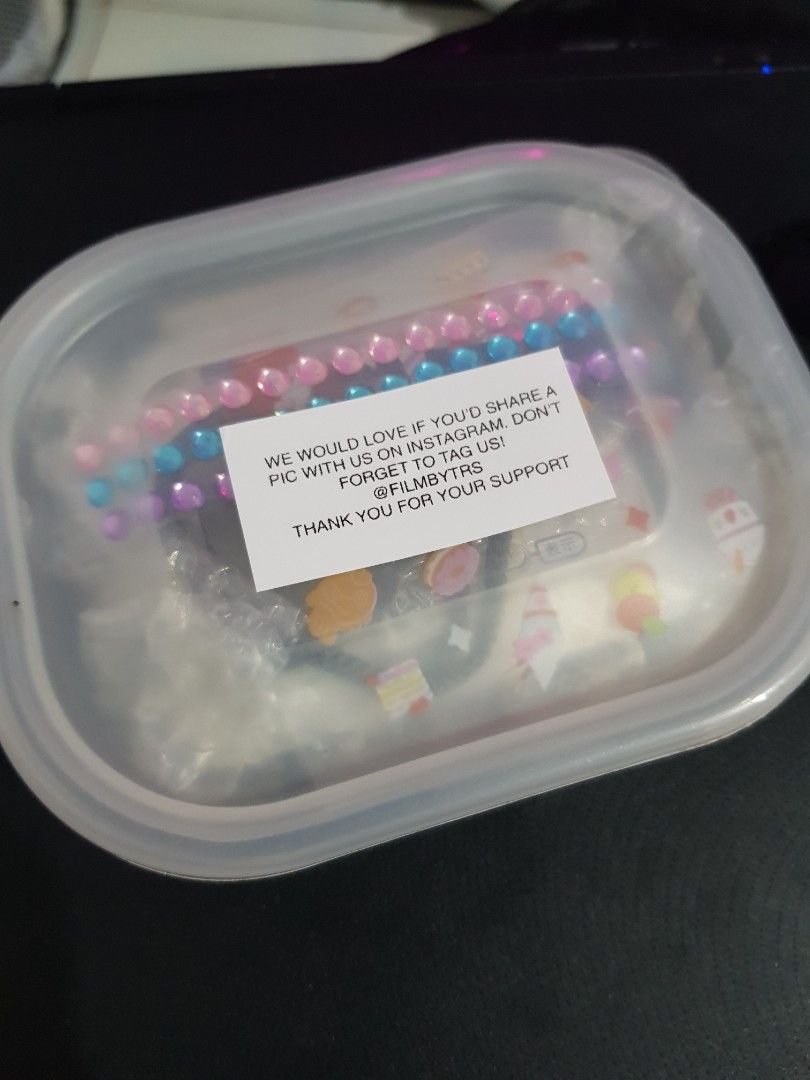 WE WOULD LOVE IF YOU'D SHARE A
PIC WITH US ON INSTAGRAM. DON'T
FORGET TO TAG US!
@FILMBYTRS
THANK YOU FOR YOUR SUPPORT